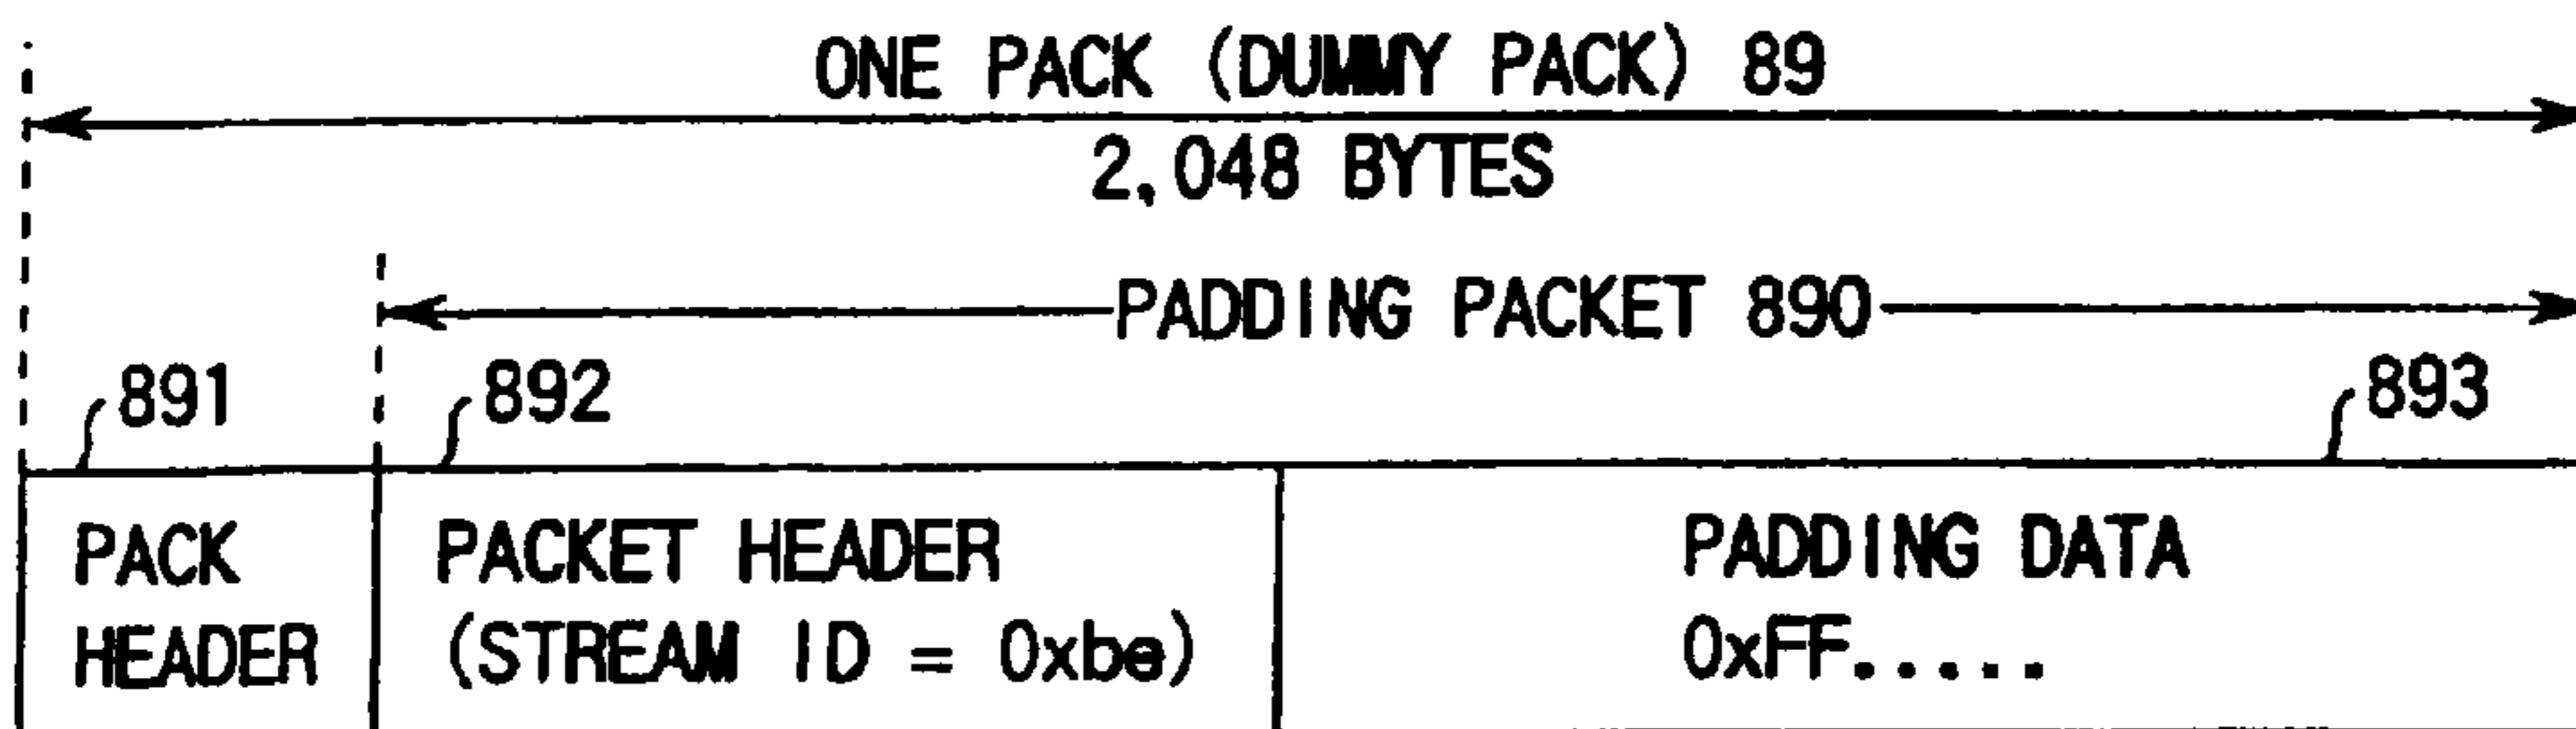 ONE PACK (DUMMY PACK) 89
2,048 BYTES
PADDING PACKET 890
891
892
893
PACK
HEADER
PACKET HEADER
(STREAM ID = 0xbe)
PADDING DATA
0xFF.....